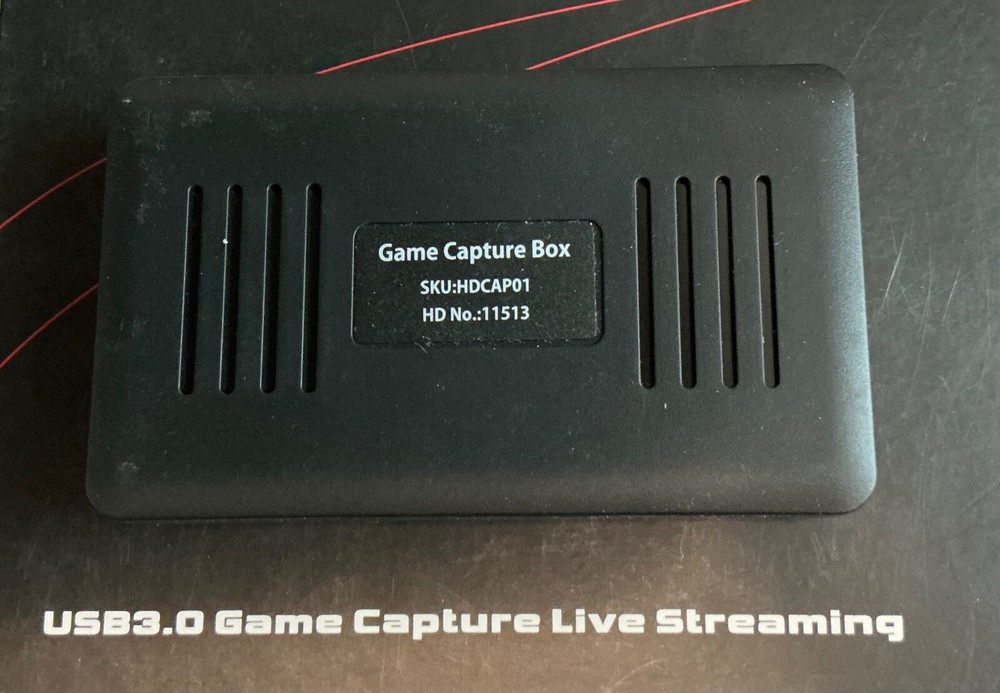 Game Capture Box
SKU:HDCAP01
HD No.:11513
USB3.0 Game Capture Live Streaming